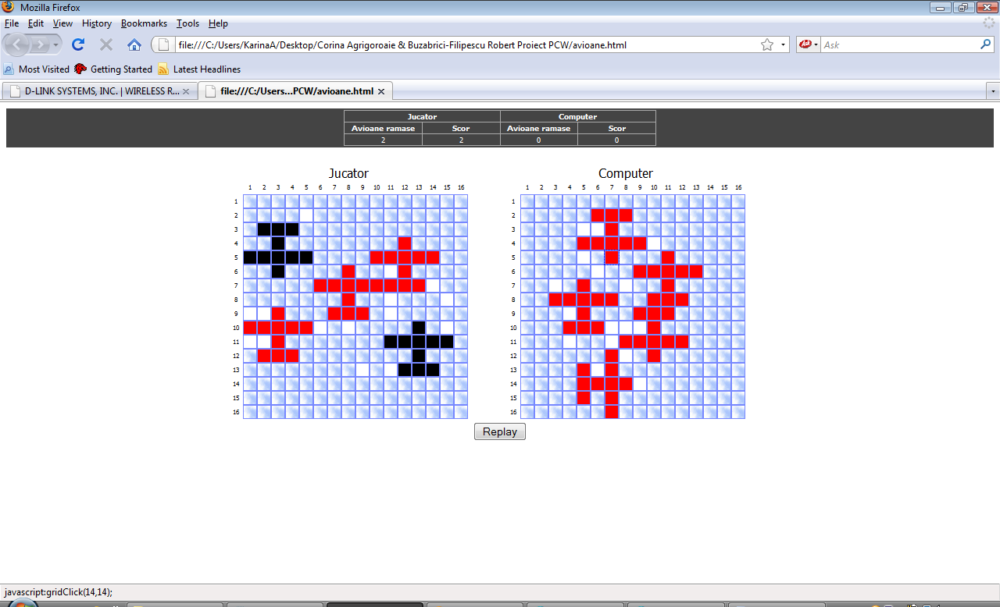 Mozilla Firefox
File Edit View History Bookmarks Tools Help
file:///C:/Users/KarinaA/Desktop/Corina Agrigoroaie & Buzabrici-Filipescu Robert Proiect PCW/avioane.html
Ask
Most Visited Getting Started Latest Headlines
D-LINK SYSTEMS, INC. | WIRELESS R... file:///C:/Users...PCW/avioane.html
Jucator Computer
Avioane ramase Scor Avioane ramase Scor
2 2 0 0
Jucator Computer
1 2 3 4 5 6 7 8 9 10 11 12 13 14 15 16 1 2 3 4 5 6 7 8 9 10 11 12 13 14 15 16
1 1
2 2
3 3
4 4
5 5
6 6
7 7
8 8
9 9
10 10
11 11
12 12
13 13
14 14
15 15
16 16
Replay
javascript:gridClick(14,14);